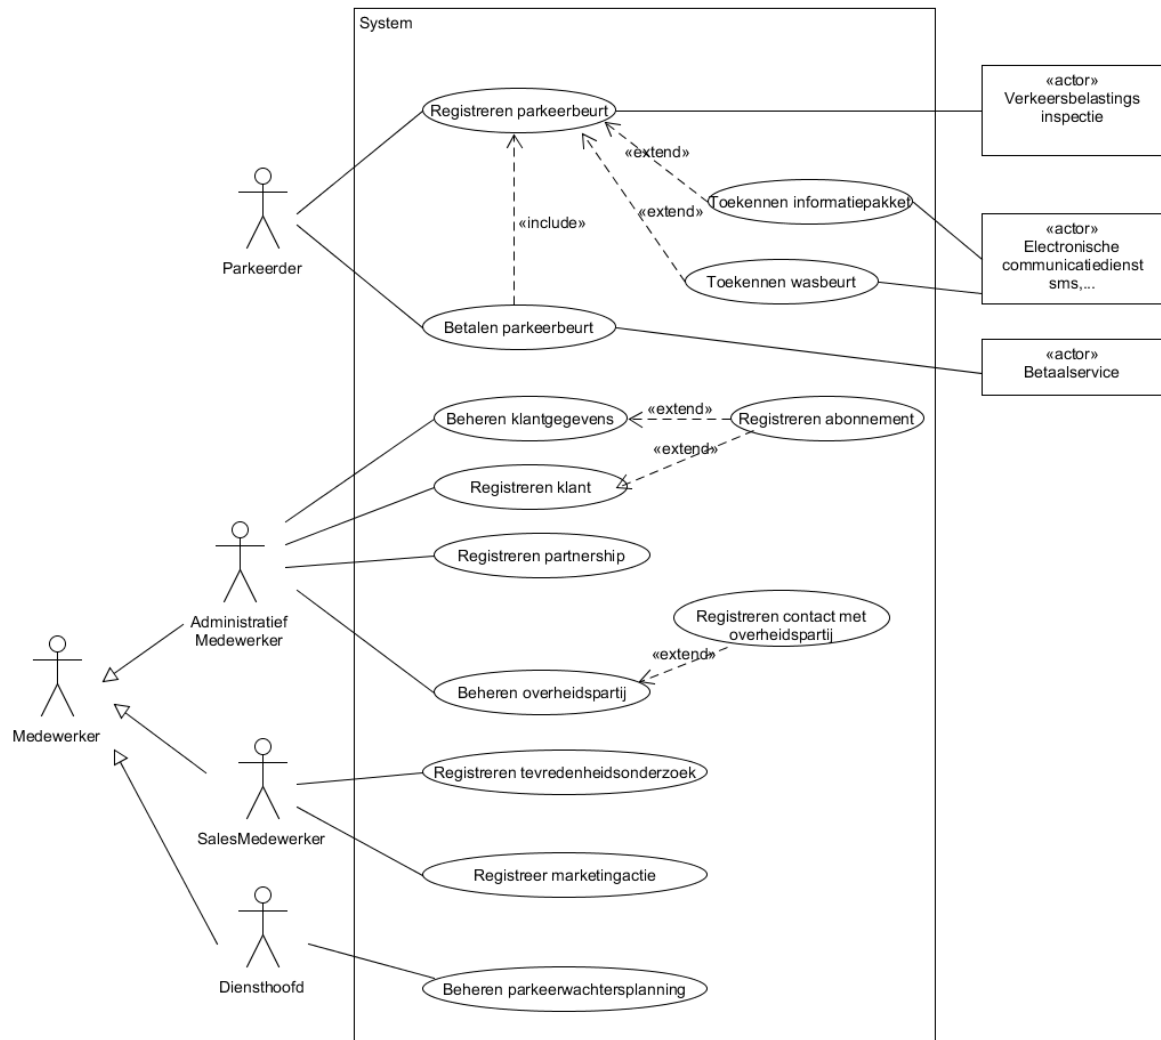 System
«actor»
Verkeersbelastings
inspectie
Registreren parkeerbeurt
«extend»
Toekennen informatiepakket
«extend»
«include»
«actor»
Electronische
communicatiedienst
sms,...
Parkeerder
Toekennen wasbeurt
Betalen parkeerbeurt
«actor»
Betaalservice
Beheren klantgegevens
«extend»
Registreren abonnement
«extend»
Registreren klant
Registreren partnership
Administratief
Medewerker
Registreren contact met
overheidspartij
«extend»
Beheren overheidspartij
Medewerker
Registreren tevredenheidsonderzoek
SalesMedewerker
Registreer marketingactie
Diensthoofd
Beheren parkeerwachtersplanning